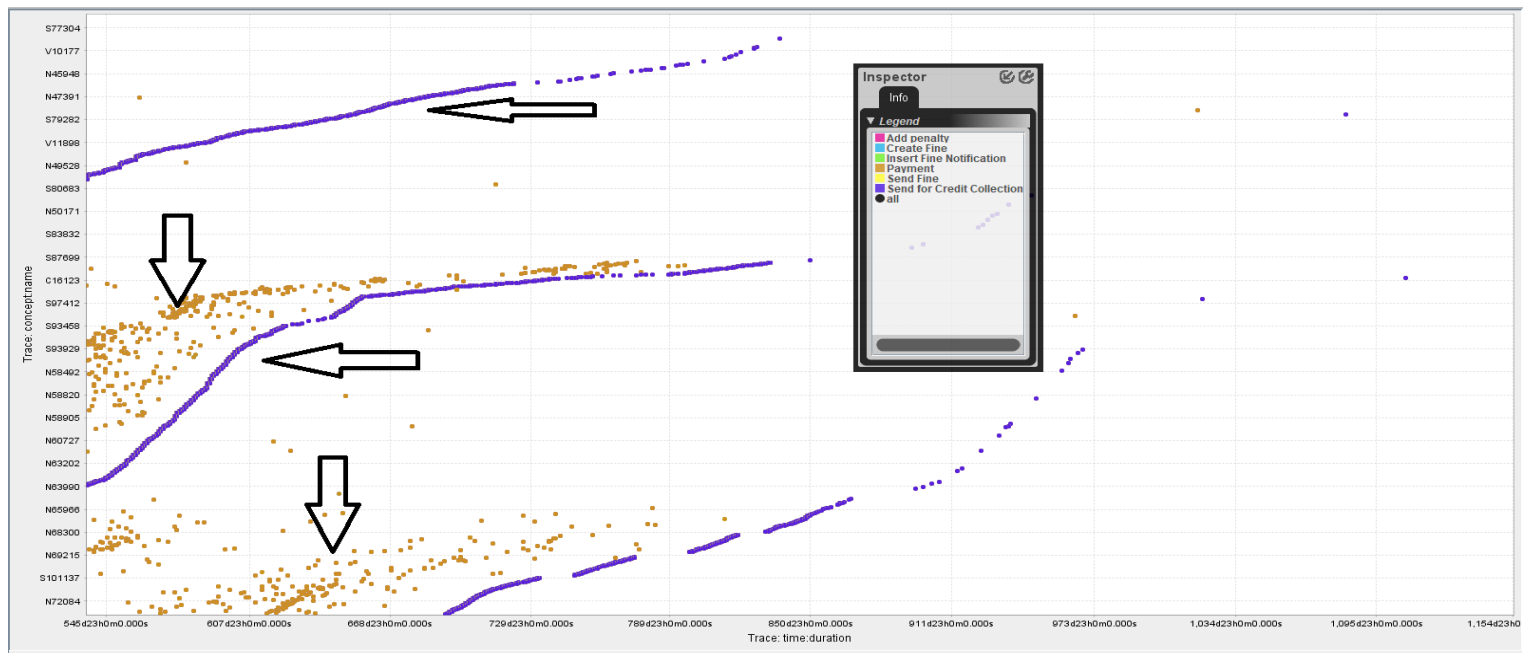 S77304
V10177
N45948
N47391
S79282
V11898
N49528
S80683
N50171
S83832
S87699
C16123
S97412
S93458
S93929
N58492
N58820
N58905
N60727
N63202
N63990
N65966
N68300
N69215
S101137
N72084
Trace: concept:name
Inspector
Info
Legend
Add penalty
Create Fine
Insert Fine Notification
Payment
Send Fine
Send for Credit Collection
all
546d23h0m0.000s 607d23h0m0.000s 668d23h0m0.000s 729d23h0m0.000s 789d23h0m0.000s 850d23h0m0.000s 911d23h0m0.000s 973d23h0m0.000s 1,034d23h0m0.000s 1,095d23h0m0.000s 1,154d23h0
Trace: time:duration